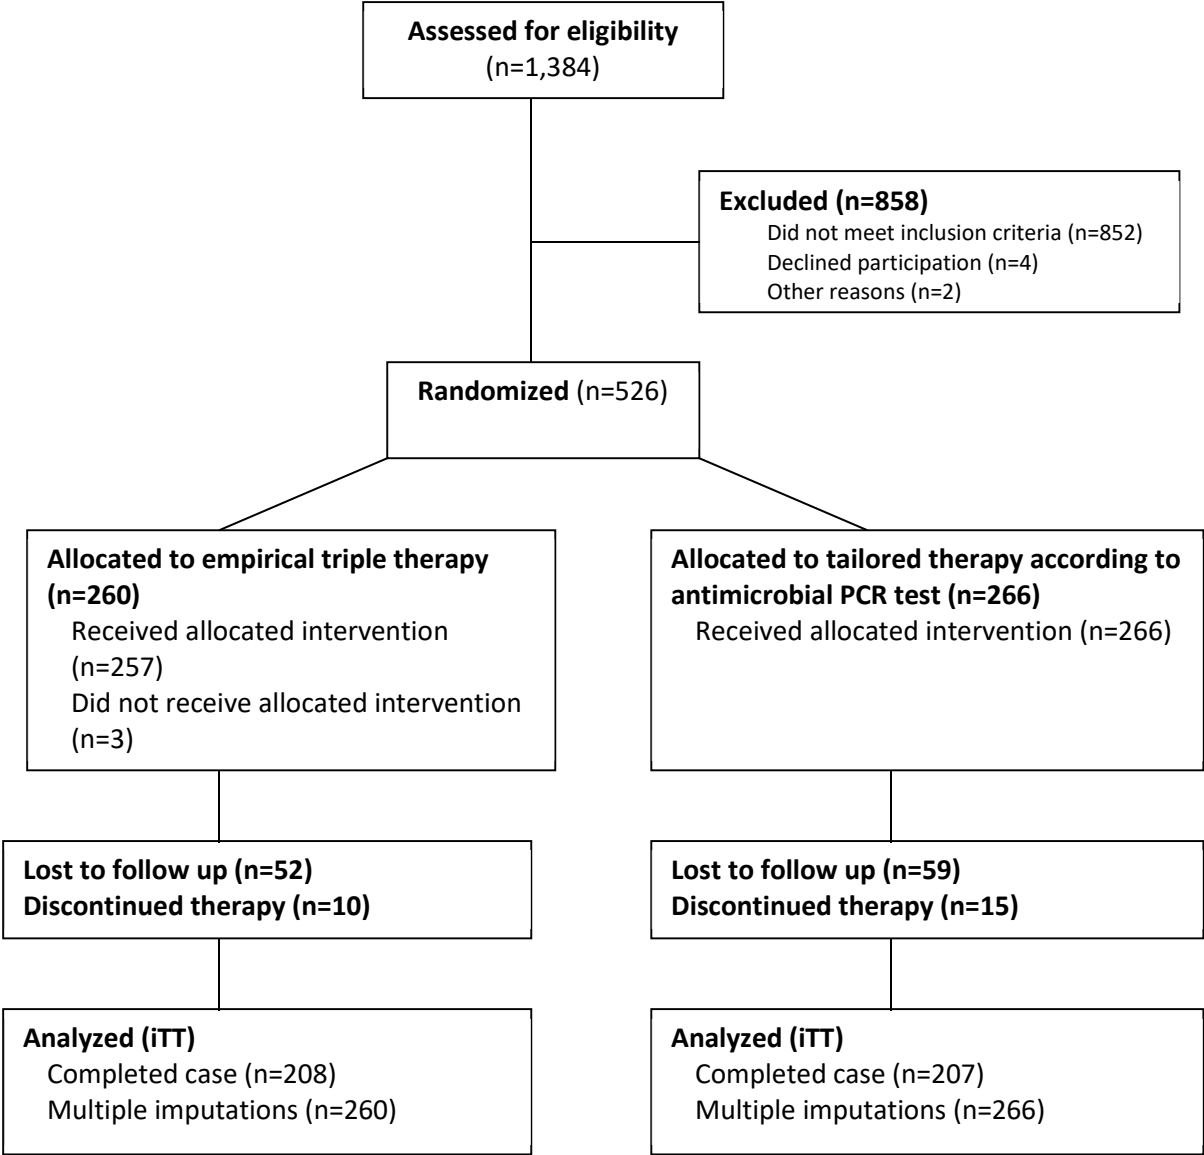 Assessed for eligibility
(n=1,384)
Excluded (n=858)
Did not meet inclusion criteria (n=852)
Declined participation (n=4)
Other reasons (n=2)
Randomized (n=526)
Allocated to empirical triple therapy
(n=260)
Received allocated intervention
(n=257)
Did not receive allocated intervention
(n=3)
Allocated to tailored therapy according to
antimicrobial PCR test (n=266)
Received allocated intervention (n=266)
Lost to follow up (n=52)
Discontinued therapy (n=10)
Lost to follow up (n=59)
Discontinued therapy (n=15)
Analyzed (iTT)
Completed case (n=208)
Multiple imputations (n=260)
Analyzed (iTT)
Completed case (n=207)
Multiple imputations (n=266)